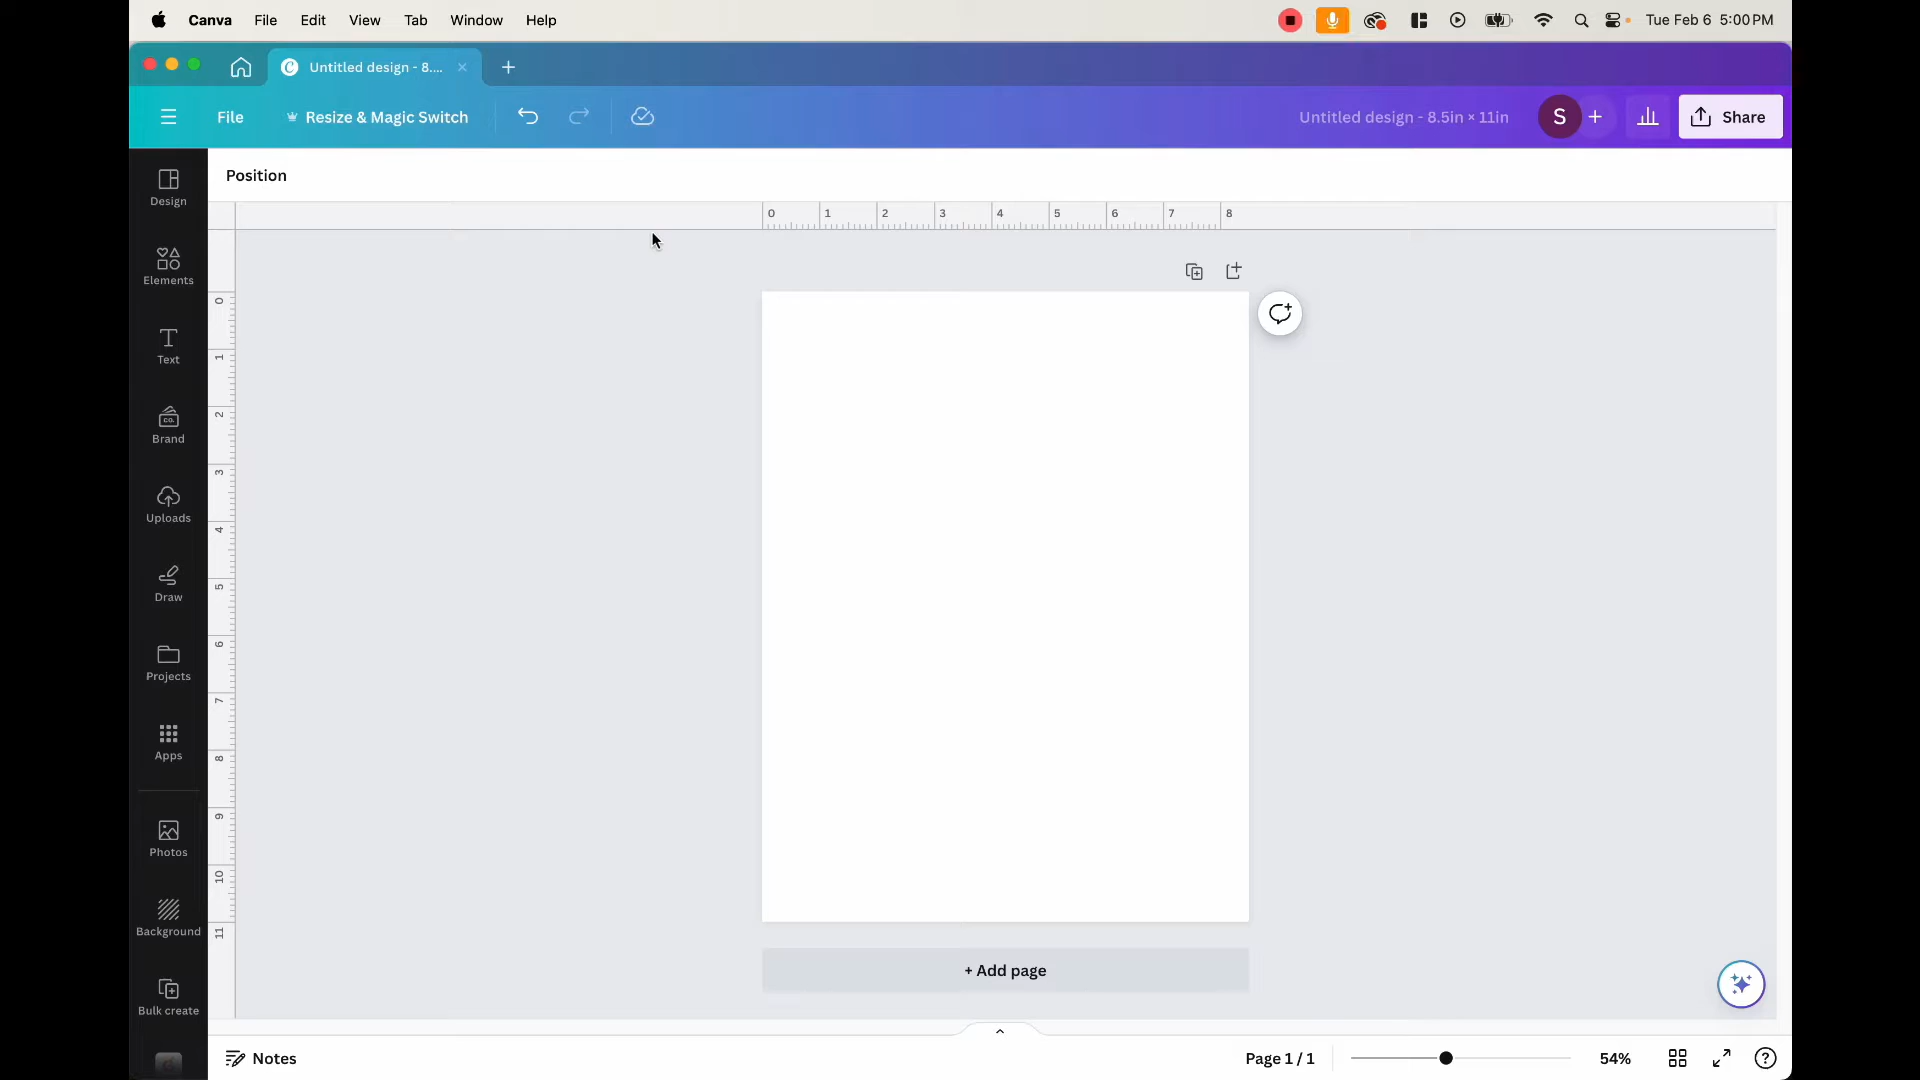 Canva File Edit View Tab Window Help Tue Feb 6 5:00 PM
Untitled design - 8....
File Resize & Magic Switch Untitled design - 8.5in × 11in S Share
Position
0 1 2 3 4 5 6 7 8
Design
Elements
Text
Brand
Uploads
Draw
Projects
Apps
Photos
Background
Bulk create
0
1
2
3
4
5
6
7
8
9
10
11
+ Add page
Notes Page 1 / 1 54%